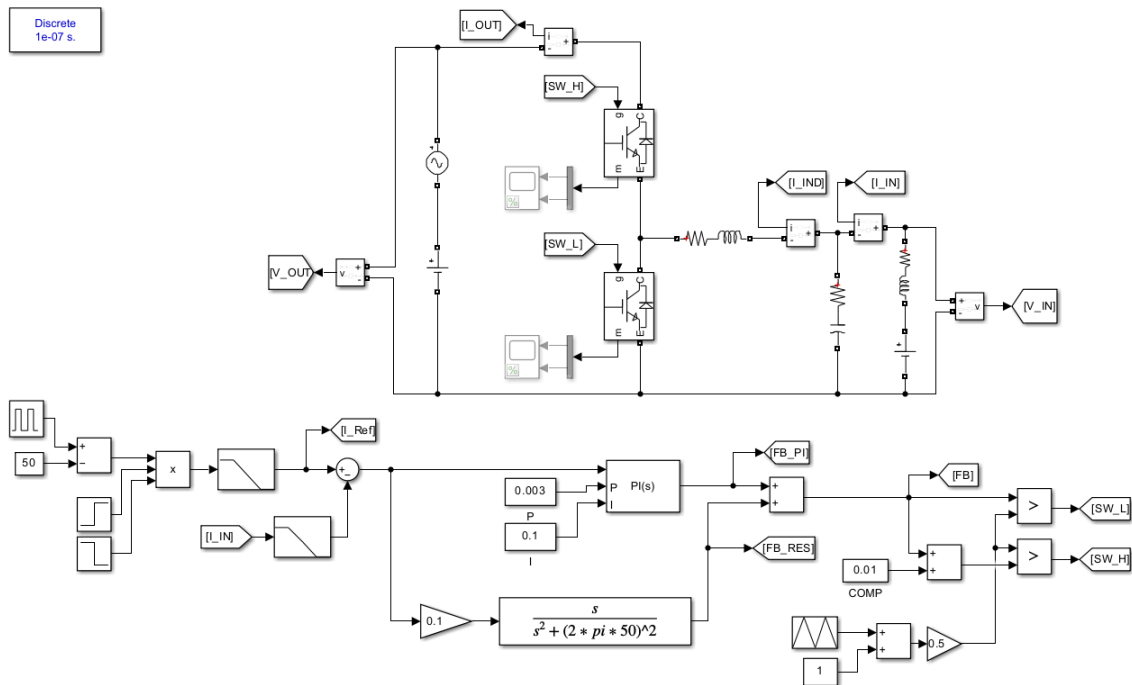 Discrete
1e-07 s.
[I_OUT]
i
+
-
[SW_H]
g
C
m
E
+
+
[I_IND]
[I_IN]
i
+
-
i
+
-
[SW_L]
g
C
m
E
[V_OUT
v
+
-
+
-
v
[V_IN]
+
50
+
−
x
[I_Ref]
+
−
[I_IN]
0.003
P
0.1
I
P
I
PI(s)
[FB_PI]
+
+
[FB]
[FB_RES]
0.1
s
s² + (2 * pi * 50)^2
0.01
COMP
+
+
>
[SW_L]
>
[SW_H]
1
+
+
0.5